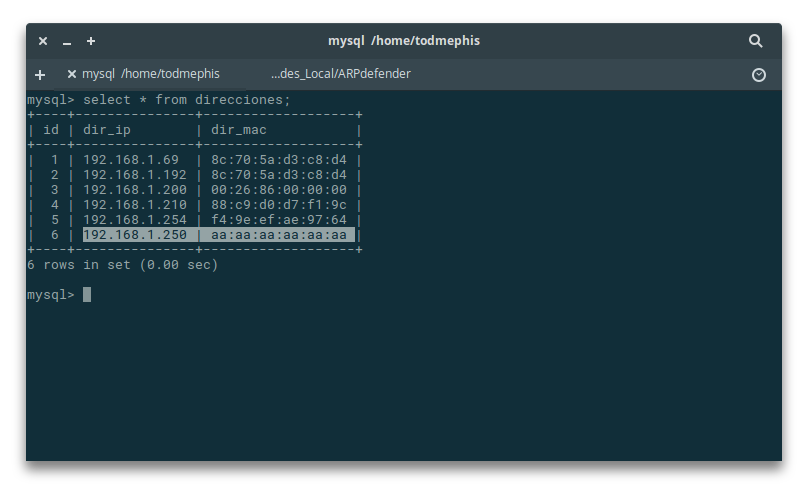 mysql /home/todmephis
mysql /home/todmephis ...des_Local/ARPdefender
mysql> select * from direcciones;
+----+---------------+-------------------+
| id | dir_ip        | dir_mac           |
+----+---------------+-------------------+
|  1 | 192.168.1.69  | 8c:70:5a:d3:c8:d4 |
|  2 | 192.168.1.192 | 8c:70:5a:d3:c8:d4 |
|  3 | 192.168.1.200 | 00:26:86:00:00:00 |
|  4 | 192.168.1.210 | 88:c9:d0:d7:f1:9c |
|  5 | 192.168.1.254 | f4:9e:ef:ae:97:64 |
|  6 | 192.168.1.250 | aa:aa:aa:aa:aa:aa |
+----+---------------+-------------------+
6 rows in set (0.00 sec)
mysql>